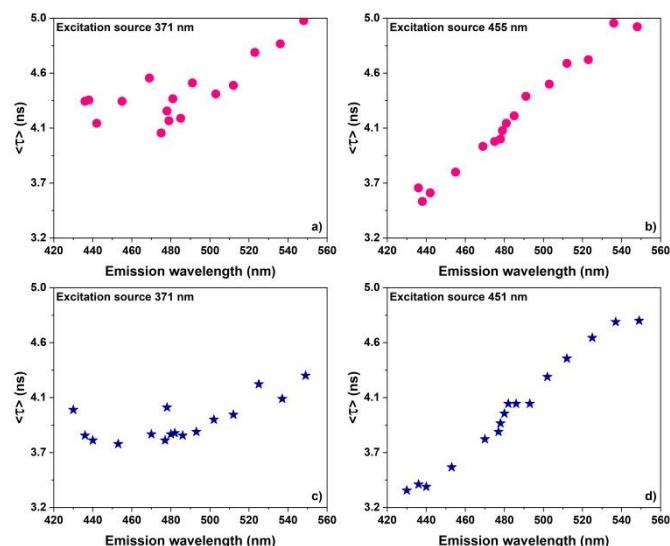 Excitation source 371 nm
5.0
4.6
4.1
3.7
3.2
<τ> (ns)
a)
420 440 460 480 500 520 540 560
Emission wavelength (nm)
Excitation source 455 nm
5.0
4.6
4.1
3.7
3.2
<τ> (ns)
b)
420 440 460 480 500 520 540 560
Emission wavelength (nm)
Excitation source 371 nm
5.0
4.6
4.1
3.7
3.2
<τ> (ns)
c)
420 440 460 480 500 520 540 560
Emission wavelength (nm)
Excitation source 451 nm
5.0
4.6
4.1
3.7
3.2
<τ> (ns)
d)
420 440 460 480 500 520 540 560
Emission wavelength (nm)